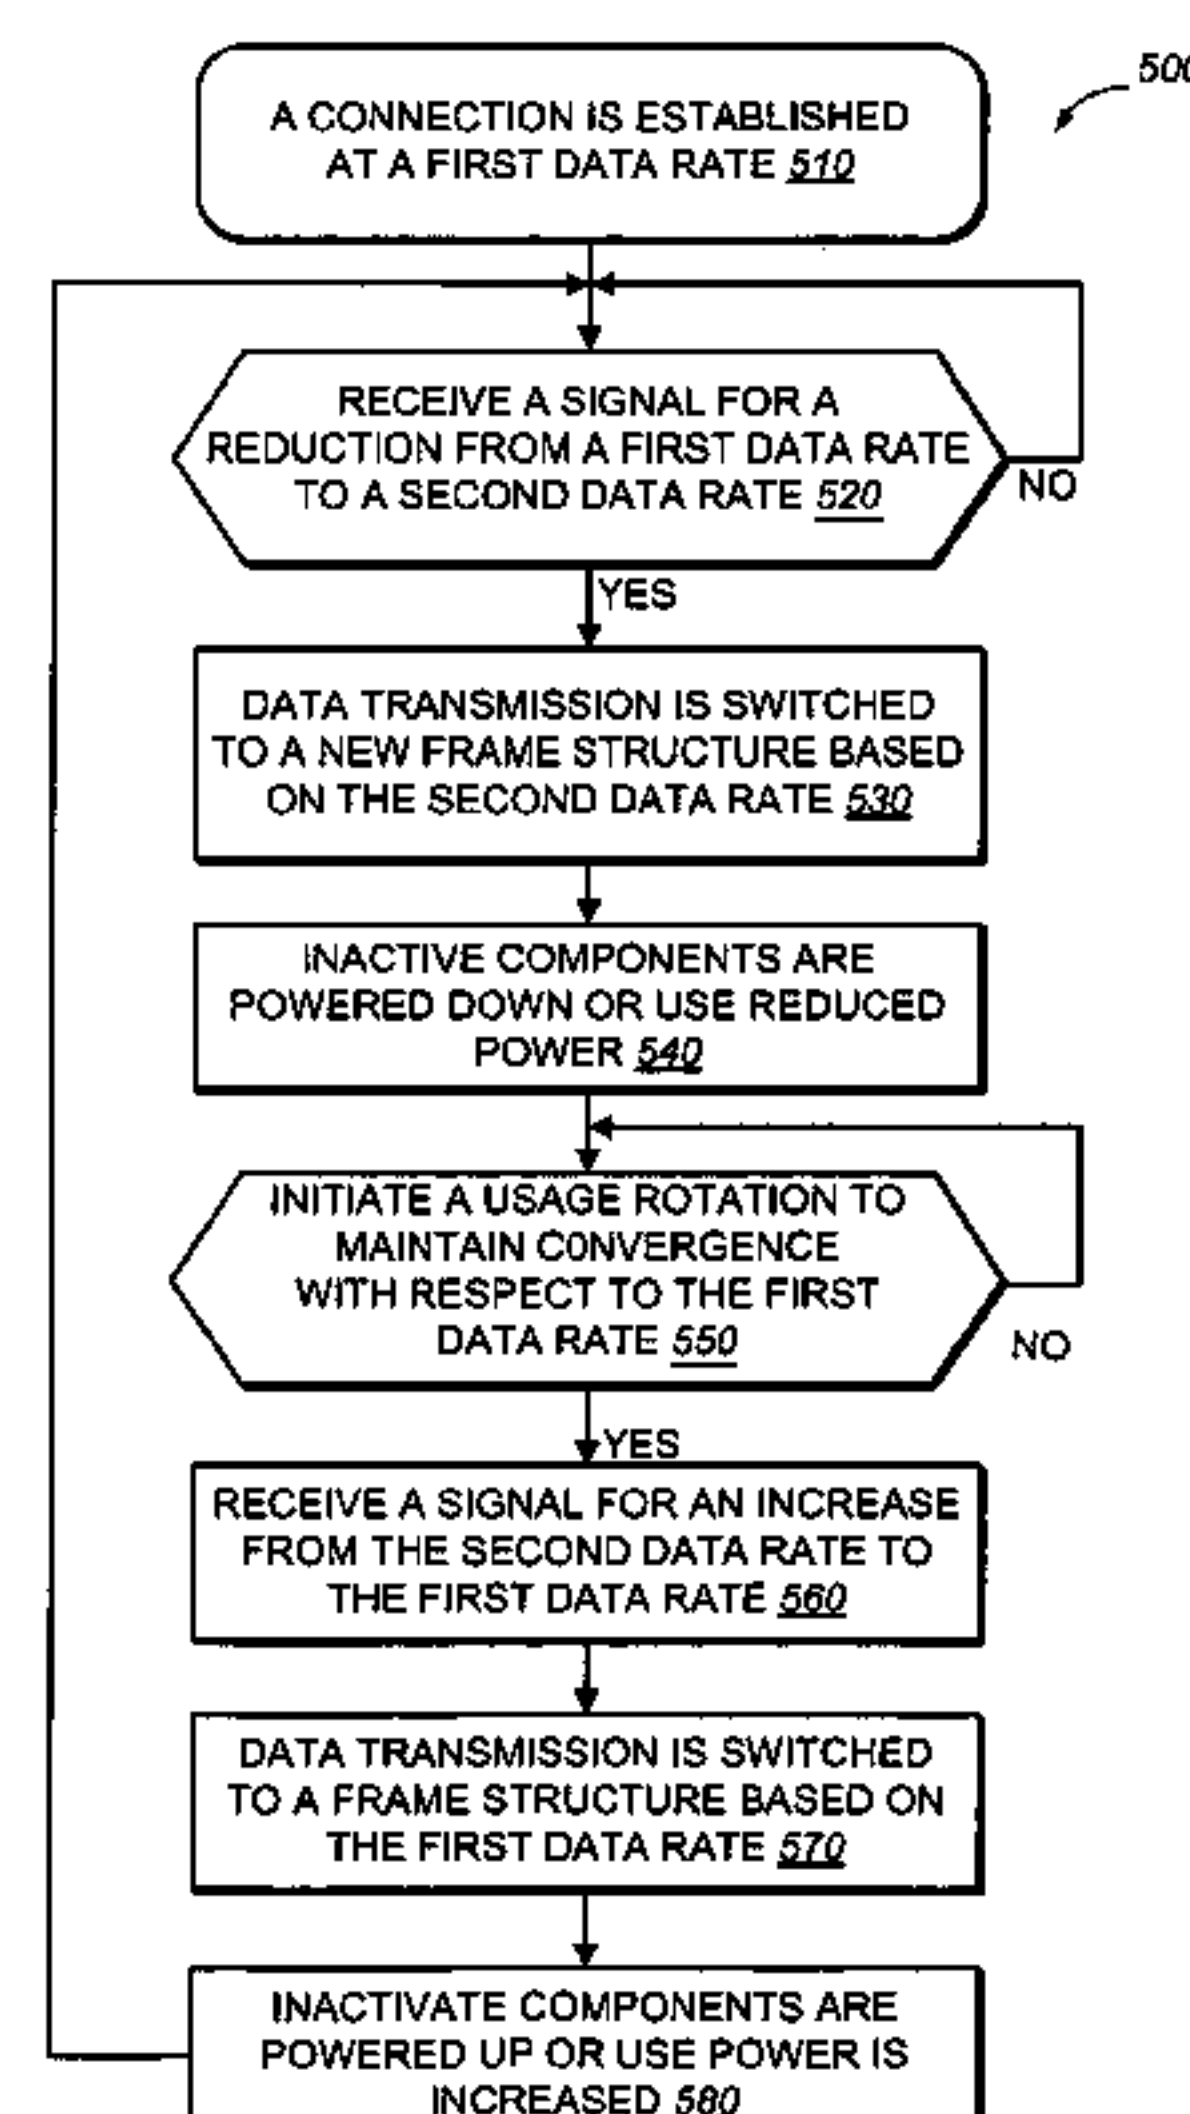 500
A CONNECTION IS ESTABLISHED
AT A FIRST DATA RATE 510
RECEIVE A SIGNAL FOR A
REDUCTION FROM A FIRST DATA RATE
TO A SECOND DATA RATE 520
NO
YES
DATA TRANSMISSION IS SWITCHED
TO A NEW FRAME STRUCTURE BASED
ON THE SECOND DATA RATE 530
INACTIVE COMPONENTS ARE
POWERED DOWN OR USE REDUCED
POWER 540
INITIATE A USAGE ROTATION TO
MAINTAIN CONVERGENCE
WITH RESPECT TO THE FIRST
DATA RATE 550
NO
YES
RECEIVE A SIGNAL FOR AN INCREASE
FROM THE SECOND DATA RATE TO
THE FIRST DATA RATE 560
DATA TRANSMISSION IS SWITCHED
TO A FRAME STRUCTURE BASED ON
THE FIRST DATA RATE 570
INACTIVATE COMPONENTS ARE
POWERED UP OR USE POWER IS
INCREASED 580